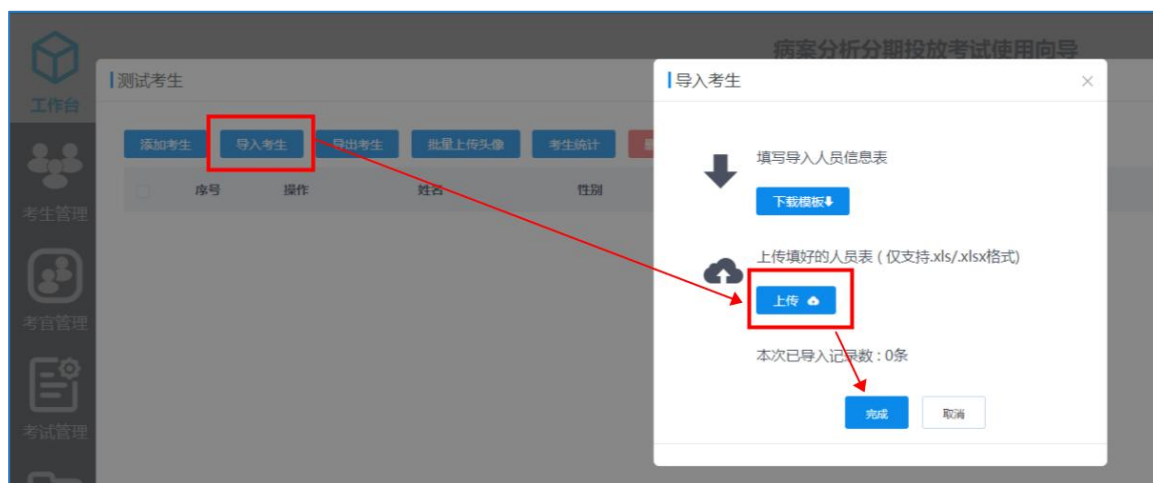 病案分析分期投放考试使用向导
工作台
测试考生
导入考生
添加考生 导入考生 导出考生 批量上传头像 考生统计
序号 操作 姓名 性别
填写导入人员信息表
下载模板
上传填好的人员表 ( 仅支持.xls/.xlsx格式)
上传
本次已导入记录数 : 0条
完成 取消
考生管理
考官管理
考试管理